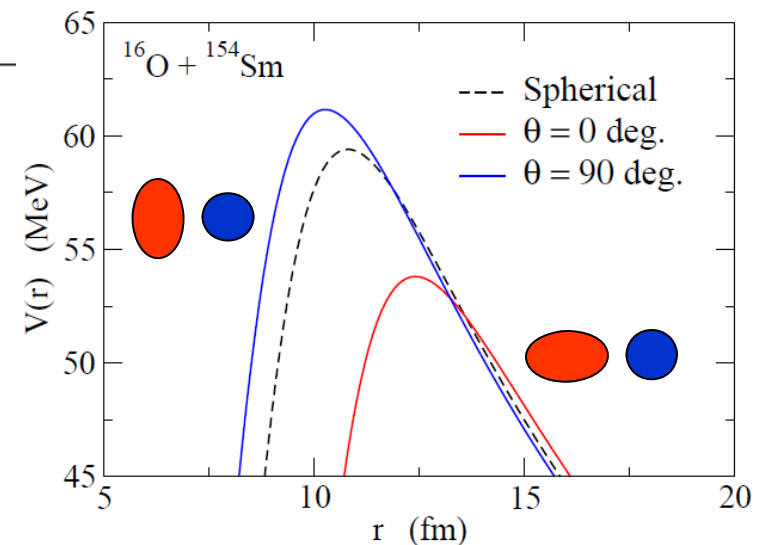 65
60
55
50
45
V(r) (MeV)
¹⁶O + ¹⁵⁴Sm
Spherical
θ = 0 deg.
θ = 90 deg.
5 10 15 20
r (fm)